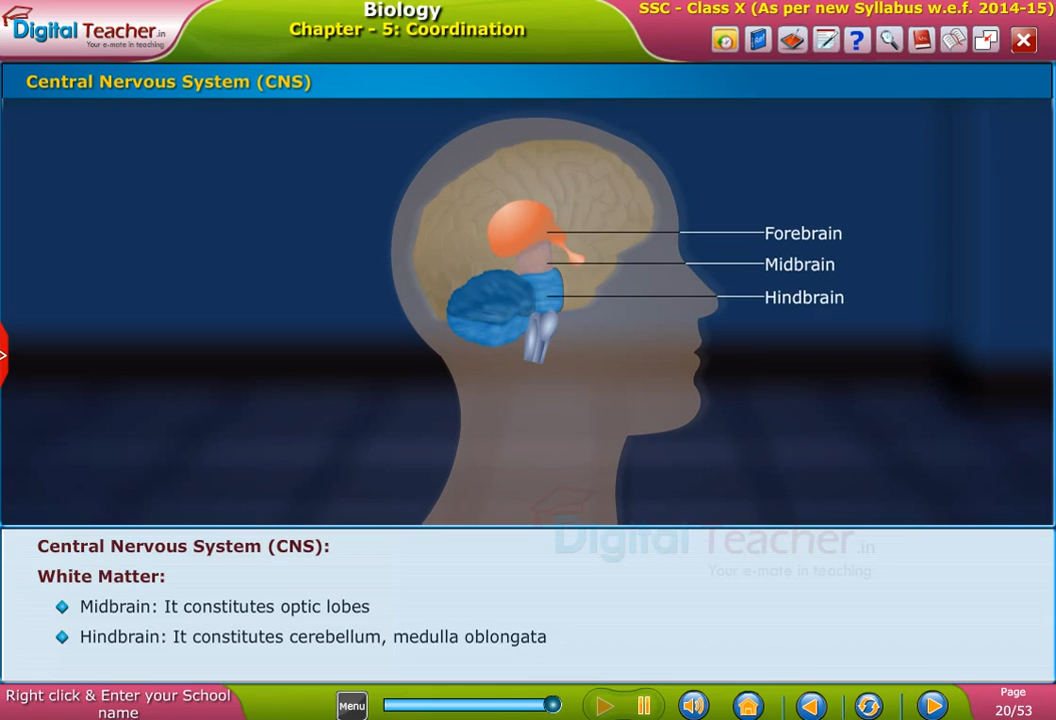 Digital Teacher.in
Your e-mate in teaching
Biology
Chapter - 5: Coordination
SSC - Class X (As per new Syllabus w.e.f. 2014-15)
Ref
?
Central Nervous System (CNS)
Forebrain
Midbrain
Hindbrain
Digital Teacher.in
Your e-mate in teaching
Central Nervous System (CNS):
White Matter:
Midbrain: It constitutes optic lobes
Hindbrain: It constitutes cerebellum, medulla oblongata
Right click & Enter your School
name
Menu
Page
20/53